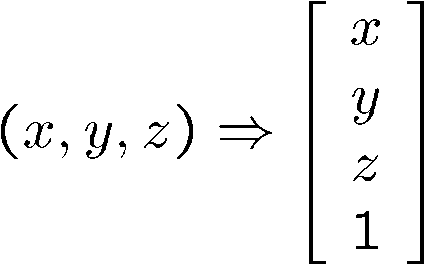 (x, y, z) ⇒ [x
y
z
1]